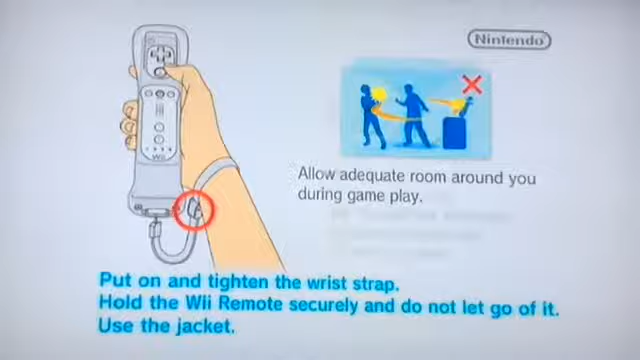 Nintendo
Allow adequate room around you
during game play.
Put on and tighten the wrist strap.
Hold the Wii Remote securely and do not let go of it.
Use the jacket.
Wii